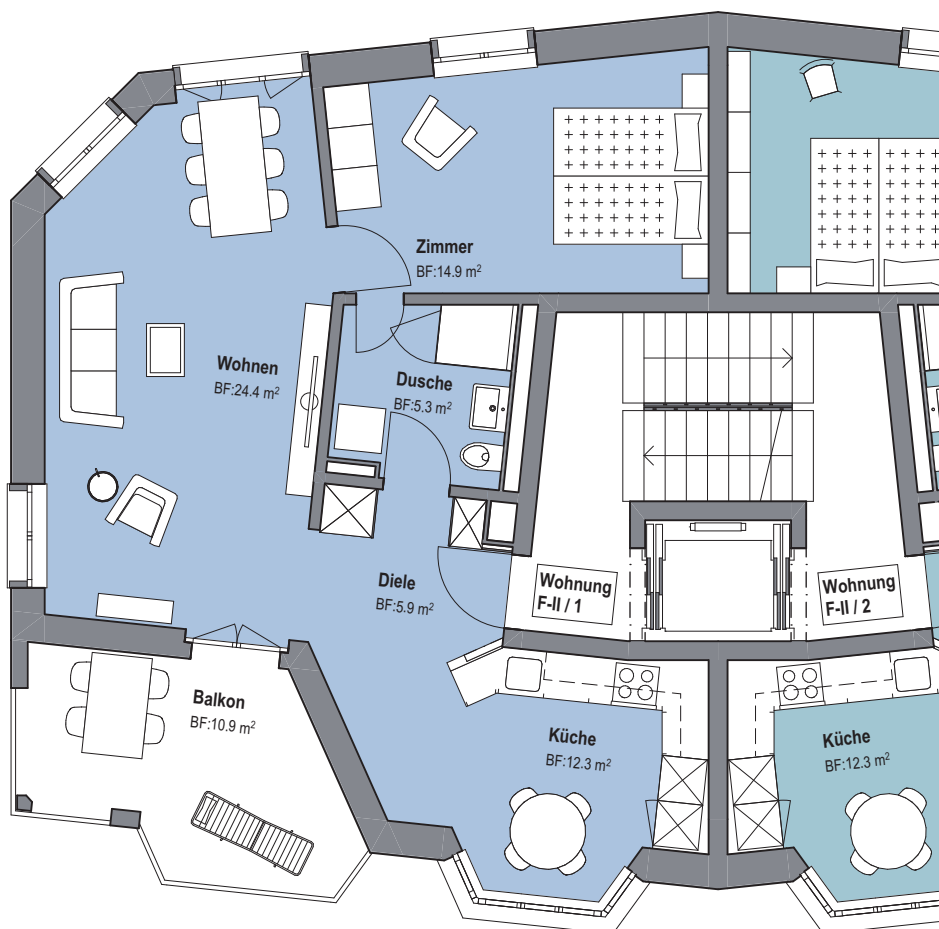 Zimmer
BF:14.9 m²
Wohnen
BF:24.4 m²
Dusche
BF:5.3 m²
Diele
BF:5.9 m²
Wohnung
F-II / 1
Wohnung
F-II / 2
Balkon
BF:10.9 m²
Küche
BF:12.3 m²
Küche
BF:12.3 m²